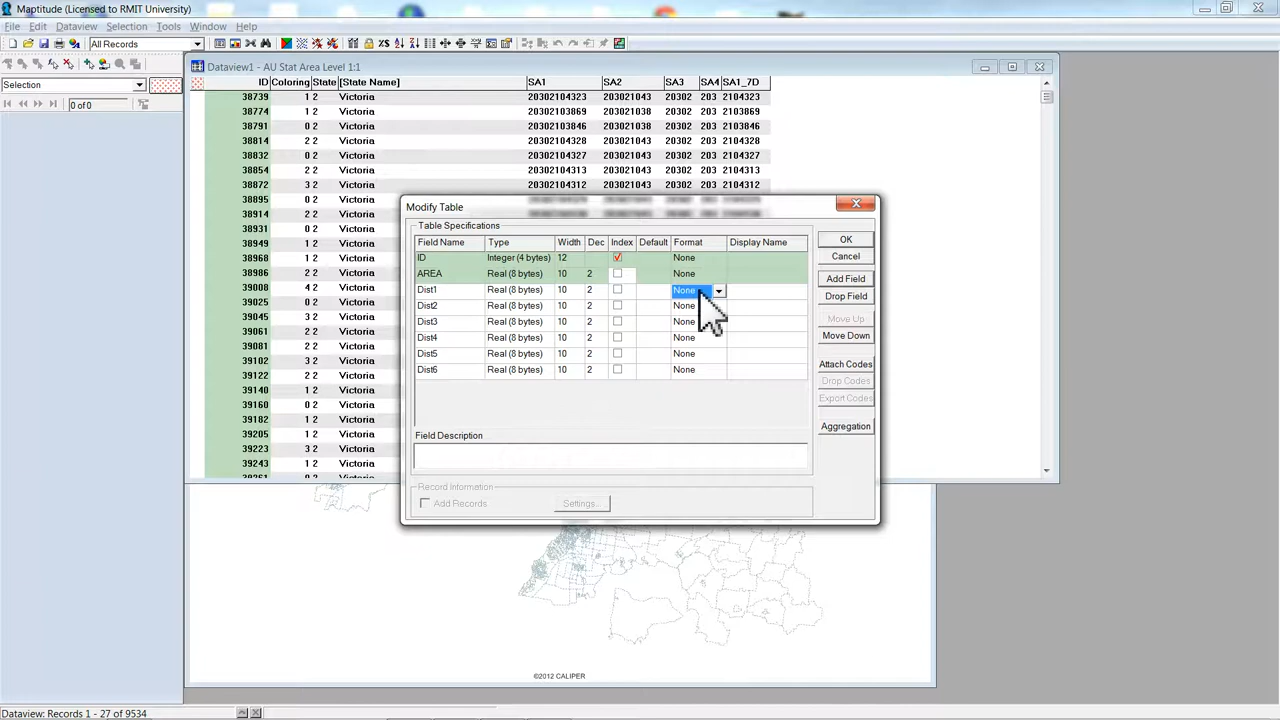 Maptitude (Licensed to RMIT University)
File Edit Dataview Selection Tools Window Help
All Records
Selection
0 of 0
Dataview1 - AU Stat Area Level 1:1
ID Coloring State [State Name] SA1 SA2 SA3 SA4 SA1_7D
38739 1 2 Victoria 20302104323 203021043 20302 203 2104323
38774 1 2 Victoria 20302103869 203021038 20302 203 2103869
38791 0 2 Victoria 20302103846 203021038 20302 203 2103846
38814 2 2 Victoria 20302104328 203021043 20302 203 2104328
38832 0 2 Victoria 20302104327 203021043 20302 203 2104327
38854 2 2 Victoria 20302104313 203021043 20302 203 2104313
38872 3 2 Victoria 20302104312 203021043 20302 203 2104312
38895 0 2 Victoria
38914 2 2 Victoria
38931 0 2 Victoria
38949 1 2 Victoria
38968 1 2 Victoria
38986 2 2 Victoria
39008 4 2 Victoria
39025 0 2 Victoria
39045 3 2 Victoria
39061 2 2 Victoria
39081 2 2 Victoria
39102 3 2 Victoria
39122 2 2 Victoria
39140 1 2 Victoria
39160 0 2 Victoria
39182 1 2 Victoria
39205 1 2 Victoria
39223 3 2 Victoria
39243 1 2 Victoria
Modify Table
Table Specifications
Field Name Type Width Dec Index Default Format Display Name
ID Integer (4 bytes) 12 None
AREA Real (8 bytes) 10 2 None
Dist1 Real (8 bytes) 10 2 None
Dist2 Real (8 bytes) 10 2 None
Dist3 Real (8 bytes) 10 2 None
Dist4 Real (8 bytes) 10 2 None
Dist5 Real (8 bytes) 10 2 None
Dist6 Real (8 bytes) 10 2 None
OK
Cancel
Add Field
Drop Field
Move Up
Move Down
Attach Codes
Drop Codes
Export Codes
Aggregation
Field Description
Record Information
Add Records
Settings...
©2012 CALIPER
Dataview: Records 1 - 27 of 9534